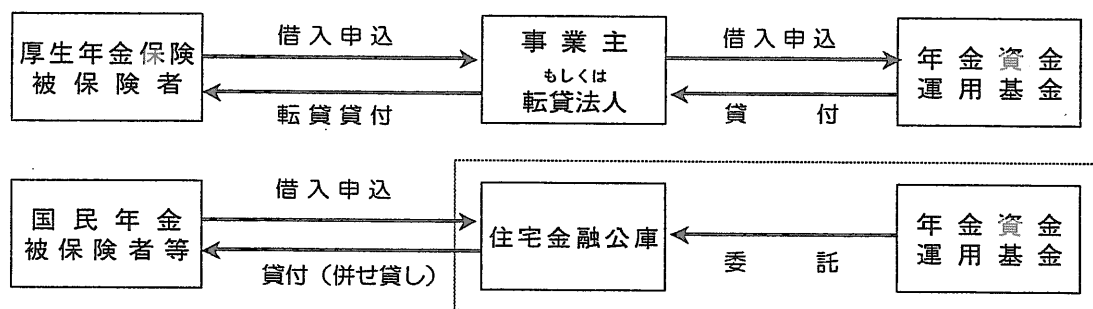 厚生年金保険
被保険者
借入申込
転貸貸付
事業主
もしくは
転貸法人
借入申込
貸付
年金資金
運用基金
国民年金
被保険者等
借入申込
貸付（併せ貸し）
住宅金融公庫
委託
年金資金
運用基金